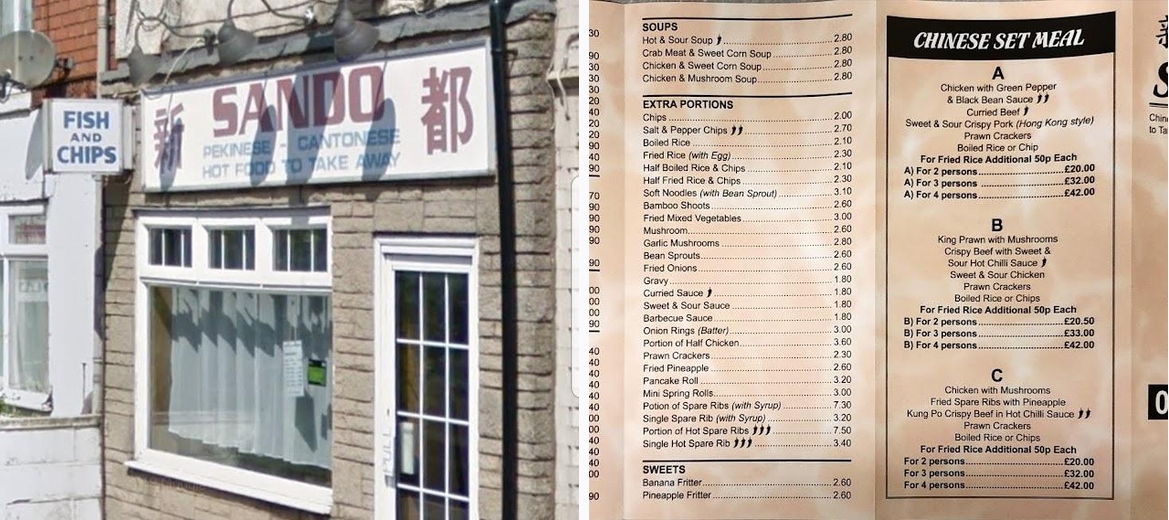 FISH
AND
CHIPS
新 SANDO 都
PEKINESE - CANTONESE
HOT FOOD TO TAKE AWAY
PULL
SOUPS
Hot & Sour Soup 2.80
Crab Meat & Sweet Corn Soup 2.80
Chicken & Sweet Corn Soup 2.80
Chicken & Mushroom Soup 2.80
EXTRA PORTIONS
Chips 2.00
Salt & Pepper Chips 2.70
Boiled Rice 2.10
Fried Rice (with Egg) 2.30
Half Boiled Rice & Chips 2.10
Half Fried Rice & Chips 2.30
Soft Noodles (with Bean Sprout) 3.10
Bamboo Shoots 2.60
Fried Mixed Vegetables 3.00
Mushroom 2.60
Garlic Mushrooms 2.80
Bean Sprouts 2.60
Fried Onions 2.60
Gravy 1.80
Curried Sauce 1.80
Sweet & Sour Sauce 1.80
Barbecue Sauce 1.80
Onion Rings (Batter) 3.00
Portion of Half Chicken 3.60
Prawn Crackers 2.30
Fried Pineapple 2.60
Pancake Roll 3.20
Mini Spring Rolls 3.00
Potion of Spare Ribs (with Syrup) 7.30
Single Spare Rib (with Syrup) 3.20
Portion of Hot Spare Ribs 7.50
Single Hot Spare Rib 3.40
SWEETS
Banana Fritter 2.60
Pineapple Fritter 2.60
CHINESE SET MEAL
A
Chicken with Green Pepper
& Black Bean Sauce
Curried Beef
Sweet & Sour Crispy Pork (Hong Kong style)
Prawn Crackers
Boiled Rice or Chip
For Fried Rice Additional 50p Each
A) For 2 persons £20.00
A) For 3 persons £32.00
A) For 4 persons £42.00
B
King Prawn with Mushrooms
Crispy Beef with Sweet &
Sour Hot Chilli Sauce
Sweet & Sour Chicken
Prawn Crackers
Boiled Rice or Chips
For Fried Rice Additional 50p Each
B) For 2 persons £20.50
B) For 3 persons £33.00
B) For 4 persons £42.00
C
Chicken with Mushrooms
Fried Spare Ribs with Pineapple
Kung Po Crispy Beef in Hot Chilli Sauce
Prawn Crackers
Boiled Rice or Chips
For Fried Rice Additional 50p Each
For 2 persons £20.00
For 3 persons £32.00
For 4 persons £42.00